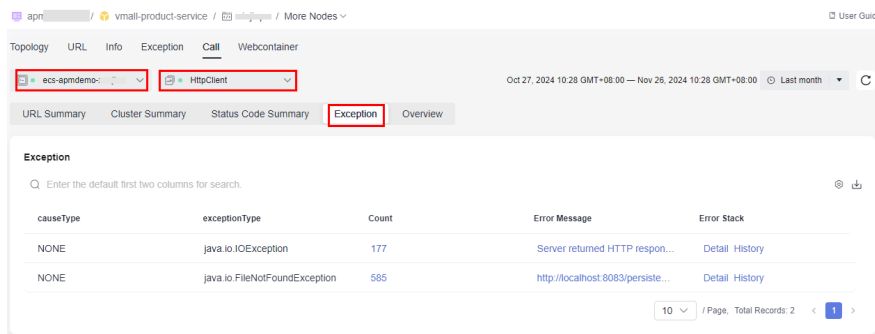 apm / vmall-product-service / / More Nodes User Guid
Topology URL Info Exception Call Webcontainer
ecs-apmdemo- HttpClient Oct 27, 2024 10:28 GMT+08:00 — Nov 26, 2024 10:28 GMT+08:00 Last month
URL Summary Cluster Summary Status Code Summary Exception Overview
Exception
Enter the default first two columns for search.
causeType exceptionType Count Error Message Error Stack
NONE java.io.IOException 177 Server returned HTTP respon... Detail History
NONE java.io.FileNotFoundException 585 http://localhost:8083/persiste... Detail History
10 / Page, Total Records: 2 < 1 >